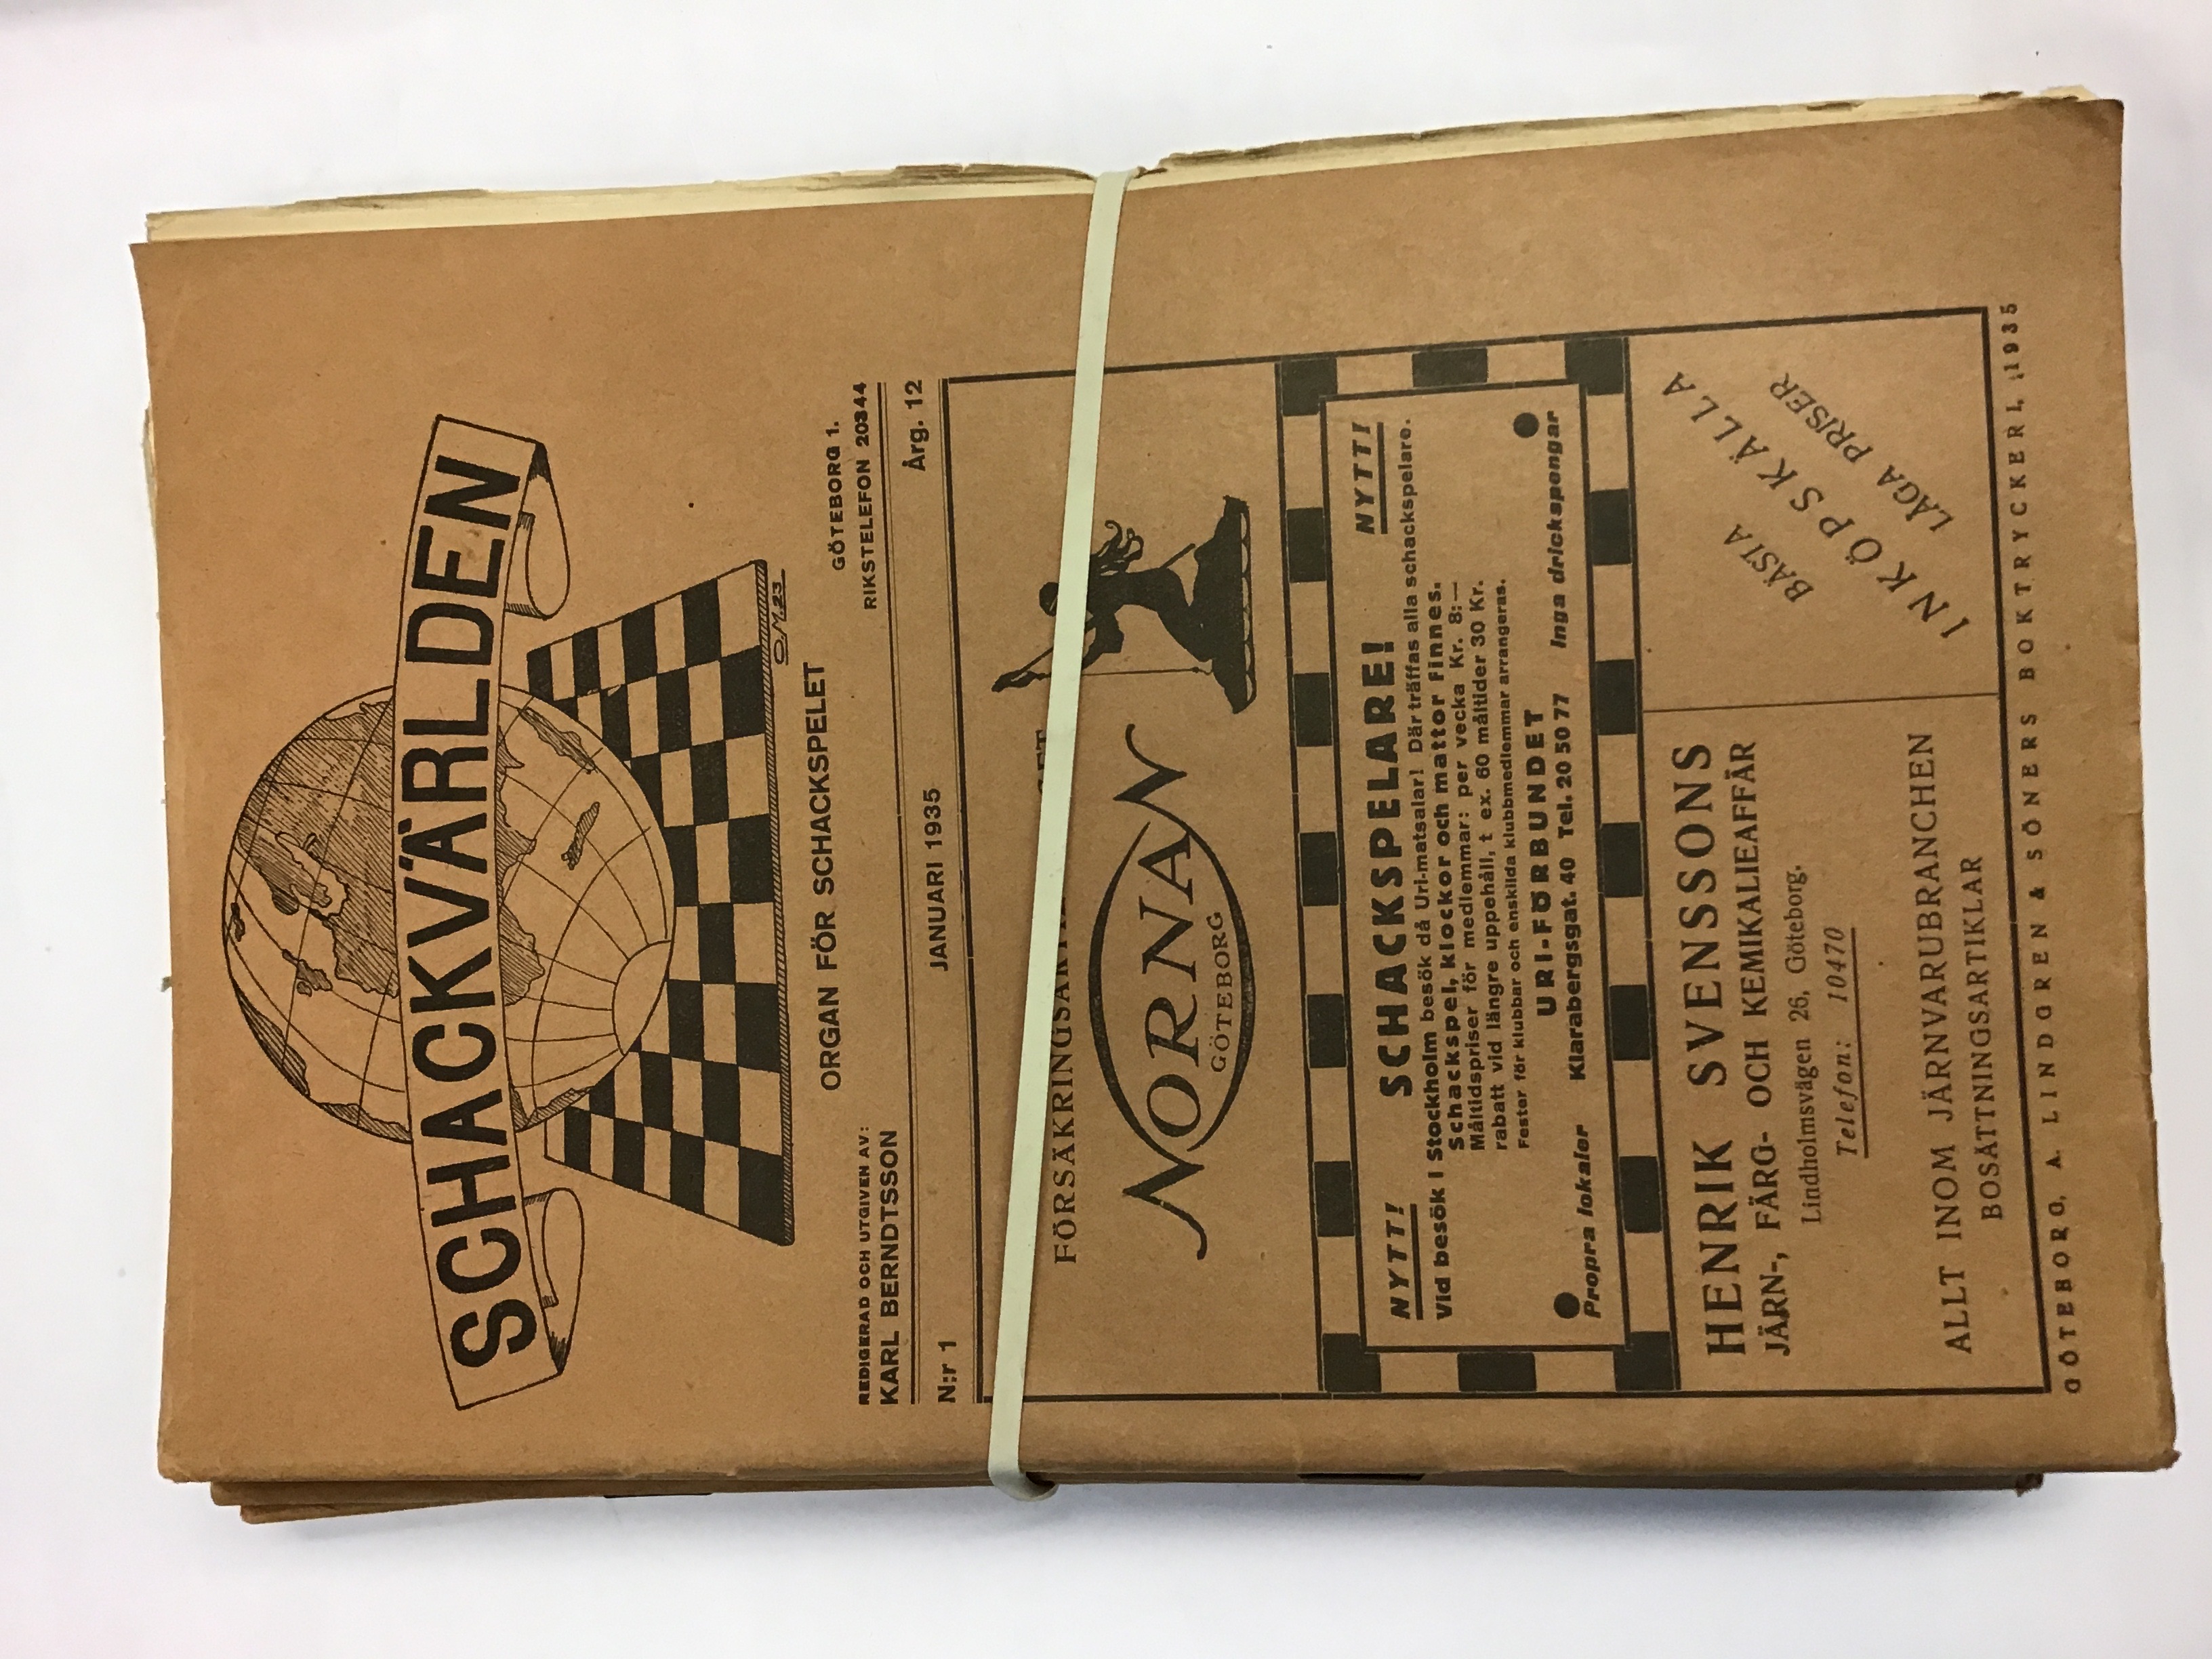 SCHACKVÄRLDEN
O.M.23
ORGAN FÖR SCHACKSPELET
REDIGERAD OCH UTGIVEN AV:
KARL BERNDTSSON
GÖTEBORG 1.
RIKSTELEFON 20344
N:r 1 JANUARI 1935 Årg. 12
NORNAN
GÖTEBORG
NYTT! SCHACKSPELARE! NYTT!
Vid besök i Stockholm besök då Uri-matsalar! Där träffas alla schackspelare.
Schackspel, klockor och mattor finnes.
Måltidspriser för medlemmar: per vecka Kr. 8:—
rabatt vid längre uppehåll, t ex. 60 måltider 30 Kr.
Fester för klubbar och enskilda klubbmedlemmar arrangeras.
URI-FÖRBUNDET
Propra lokaler Klarabergsgat. 40 Tel. 20 50 77 Inga drickspengar
HENRIK SVENSSONS
JÄRN-, FÄRG- OCH KEMIKALIEAFFÄR
Lindholmsvägen 26, Göteborg.
Telefon: 10470
ALLT INOM JÄRNVARUBRANCHEN
BOSÄTTNINGSARTIKLAR
BÄSTA
INKÖPSKÄLLA
LÅGA PRISER
GÖTEBORG, A. LINDGREN & SÖNERS BOKTRYCKERI, 1935